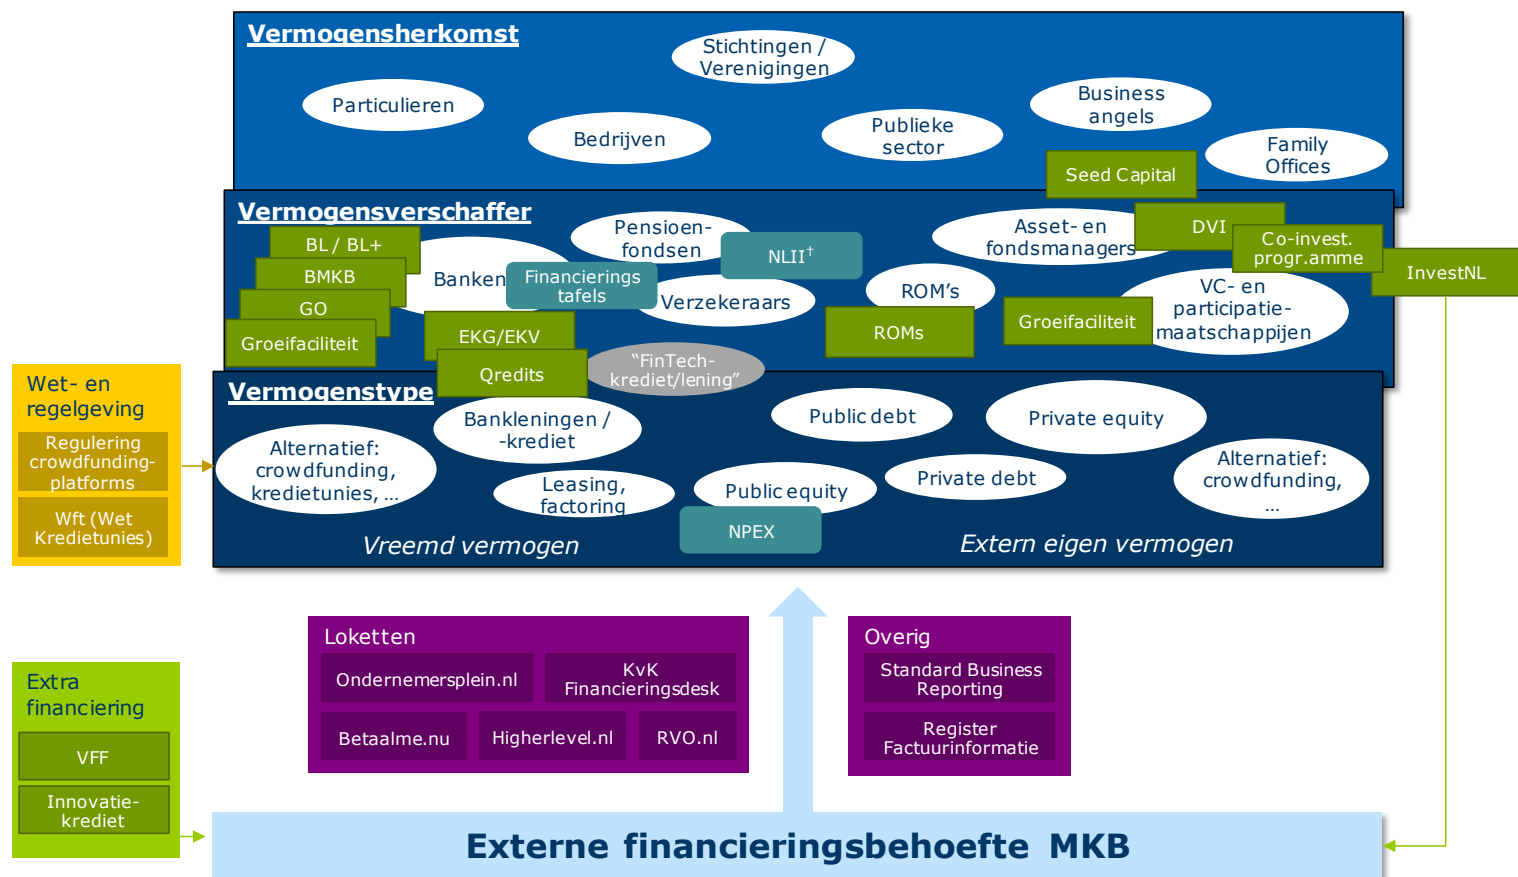 Vermogensherkomst
Stichtingen /
Verenigingen
Particulieren
Bedrijven
Publieke
sector
Business
angels
Family
Offices
Seed Capital
Vermogensverschaffer
BL / BL+
BMKB
GO
Groeifaciliteit
Banken
Financierings
tafels
Pensioen-
fondsen
NLII†
Verzekeraars
EKG/EKV
Qredits
“FinTech-
krediet/lening”
Asset- en
fondsmanagers
DVI
Co-invest.
progr.amme
InvestNL
ROM’s
ROMs
Groeifaciliteit
VC- en
participatie-
maatschappijen
Vermogenstype
Alternatief:
crowdfunding,
kredietunies, …
Bankleningen /
-krediet
Leasing,
factoring
Public debt
Public equity
NPEX
Private debt
Private equity
Alternatief:
crowdfunding,
…
Vreemd vermogen
Extern eigen vermogen
Wet- en
regelgeving
Regulering
crowdfunding-
platforms
Wft (Wet
Kredietunies)
Loketten
Ondernemersplein.nl
KvK
Financieringsdesk
Betaalme.nu
Higherlevel.nl
RVO.nl
Overig
Standard Business
Reporting
Register
Factuurinformatie
Extra
financiering
VFF
Innovatie-
krediet
Externe financieringsbehoefte MKB